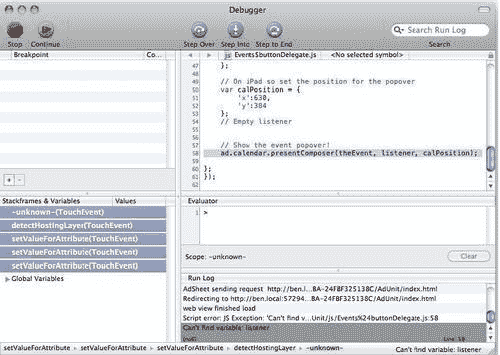 Debugger
Stop
Continue
Step Over
Step Into
Step to End
Search Run Log
Search
Breakpoint
Co...
Events$buttonDelegate.js
<No selected symbol>
47 };
48
49 // On iPad so set the position for the popover
50 var calPosition = {
51 'x':630,
52 'y':384
53 };
54 // Empty listener
55
56
57 // Show the event popover!
58 ad.calendar.presentComposer(theEvent, listener, calPosition);
59
60 };
61 });
62
Stackframes & Variables
Values
-unknown-(TouchEvent)
detectHostingLayer(TouchEvent)
setValueForAttribute(TouchEvent)
setValueForAttribute(TouchEvent)
setValueForAttribute(TouchEvent)
Global Variables
Evaluator
1 >
Scope: -unknown-
Clear
Run Log
AdSheet sending request http://ben.l...BA-24FBF325138C/AdUnit/index.html
Redirecting to http://ben.local:57294...BA-24FBF325138C/AdUnit/index.html
web view finished load
Script error: JS Exception: 'Can't find v...Unit/js/Events%24buttonDelegate.js:58
Can't find variable: listener
(null)
setValueForAttribute setValueForAttribute setValueForAttribute detectHostingLayer -unknown-
Can't find variable: listener